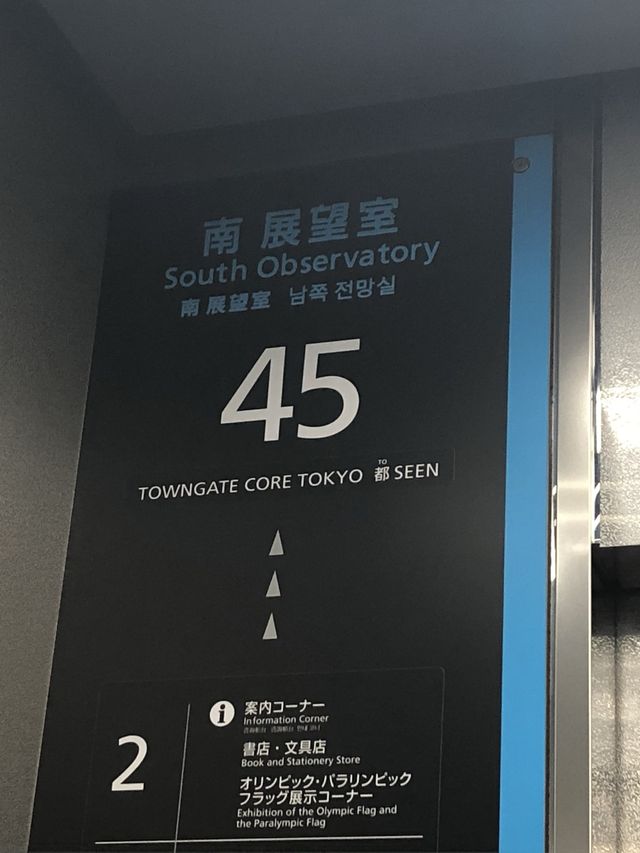 南 展望室
South Observatory
南 展望室 남쪽 전망실
45
TO
TOWNGATE CORE TOKYO 都 SEEN
2
i 案内コーナー
Information Corner
書店・文具店
Book and Stationery Store
オリンピック・パラリンピック
フラッグ展示コーナー
Exhibition of the Olympic Flag and
the Paralympic Flag